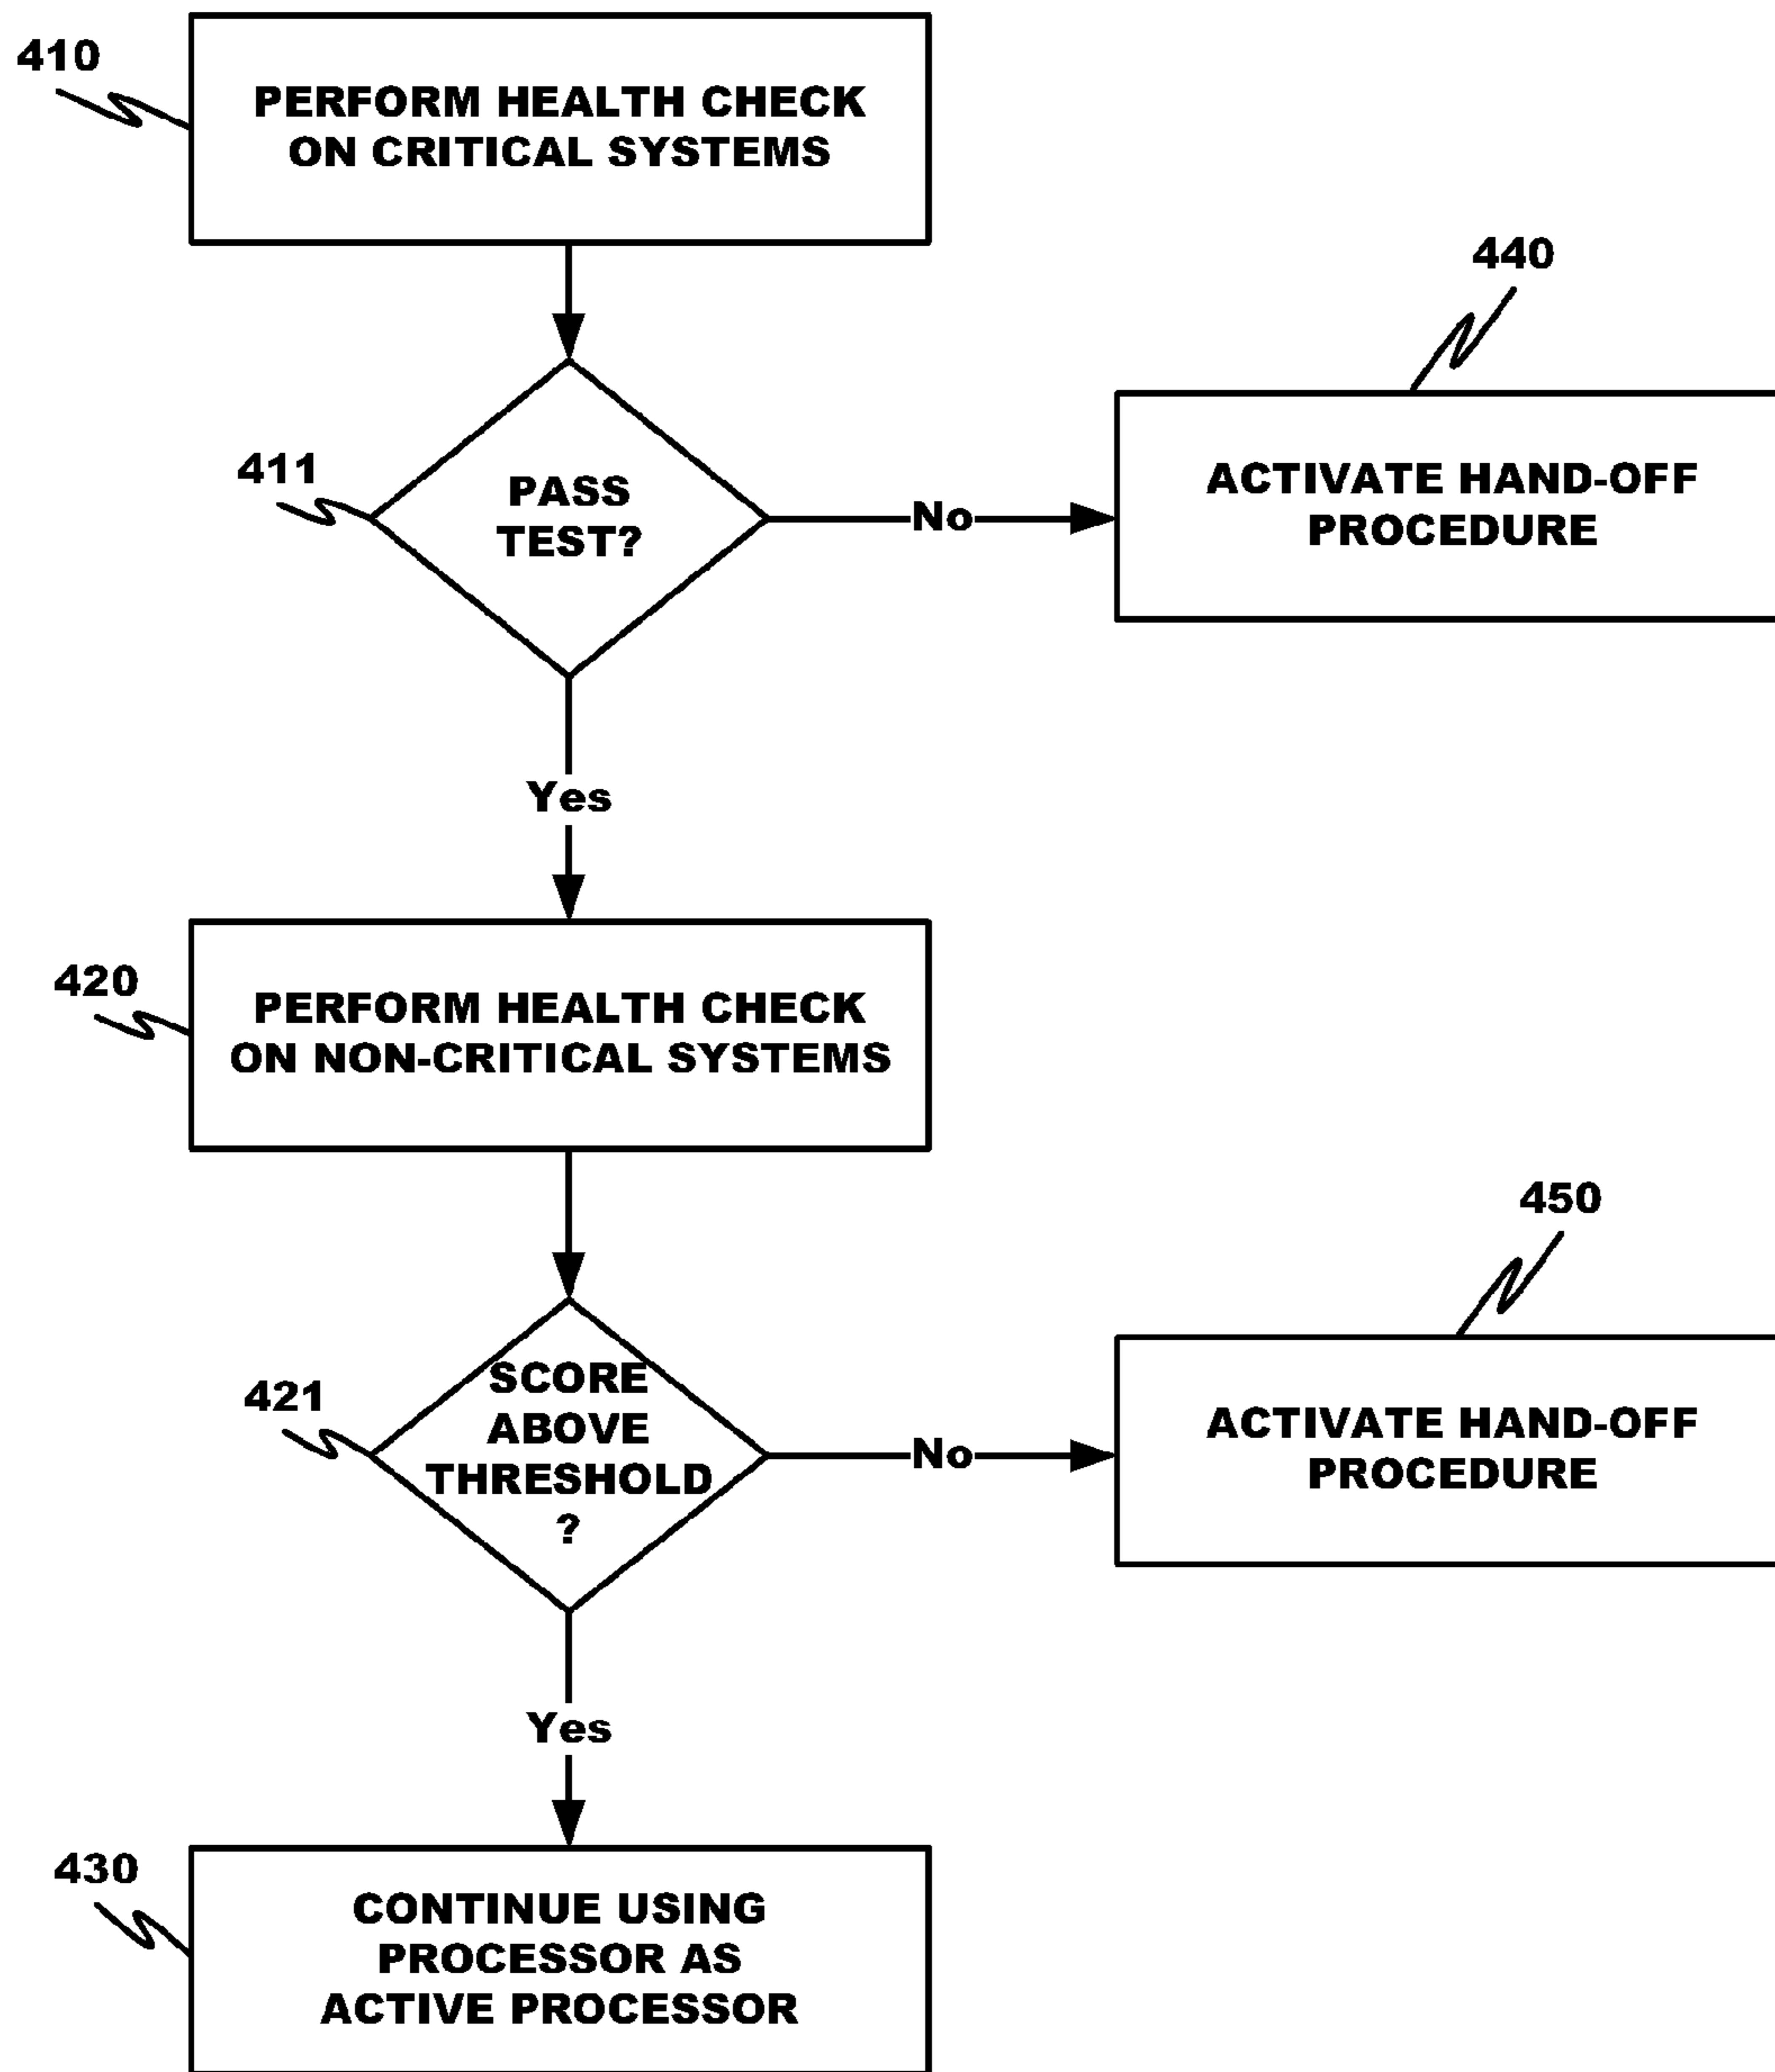 410
PERFORM HEALTH CHECK
ON CRITICAL SYSTEMS
440
411
PASS
TEST?
No
ACTIVATE HAND-OFF
PROCEDURE
Yes
420
PERFORM HEALTH CHECK
ON NON-CRITICAL SYSTEMS
450
421
SCORE
ABOVE
THRESHOLD
?
No
ACTIVATE HAND-OFF
PROCEDURE
Yes
430
CONTINUE USING
PROCESSOR AS
ACTIVE PROCESSOR